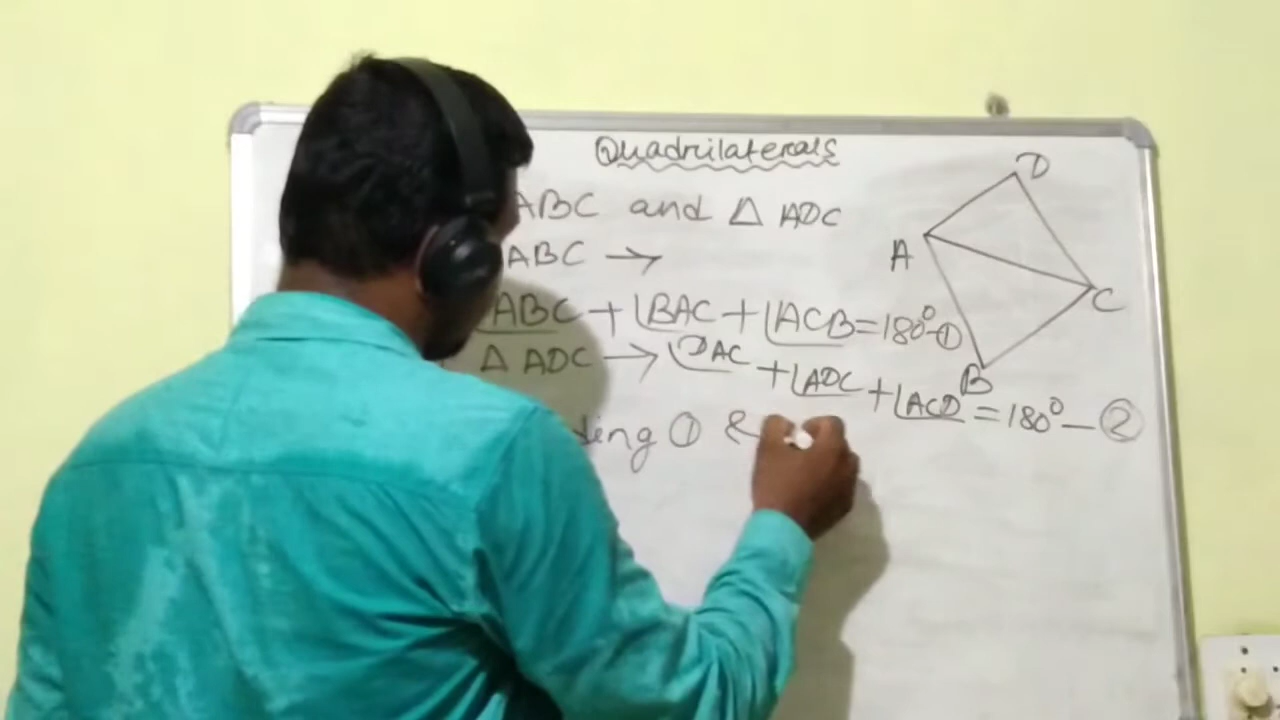 Quadrilaterals
ABC and △ ADC
ABC →
∠ABC + ∠BAC + ∠ACB = 180° - ①
△ ADC → ∠DAC + ∠ADC + ∠ACD = 180° - ②
ding ① &
D
A
C
B